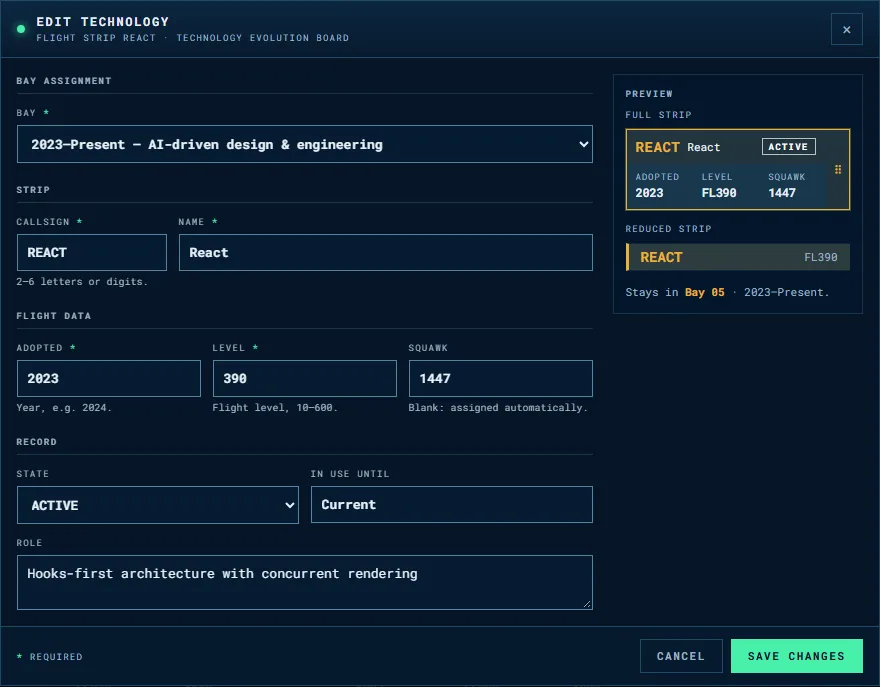 EDIT TECHNOLOGY
FLIGHT STRIP REACT · TECHNOLOGY EVOLUTION BOARD
×
BAY ASSIGNMENT
BAY *
2023–Present — AI-driven design & engineering
STRIP
CALLSIGN *
NAME *
REACT
React
2–6 letters or digits.
FLIGHT DATA
ADOPTED *
LEVEL *
SQUAWK
2023
390
1447
Year, e.g. 2024.
Flight level, 10–600.
Blank: assigned automatically.
RECORD
STATE
IN USE UNTIL
ACTIVE
Current
ROLE
Hooks-first architecture with concurrent rendering
PREVIEW
FULL STRIP
REACT React ACTIVE
ADOPTED LEVEL SQUAWK
2023 FL390 1447
REDUCED STRIP
REACT FL390
Stays in Bay 05 · 2023–Present.
* REQUIRED
CANCEL
SAVE CHANGES